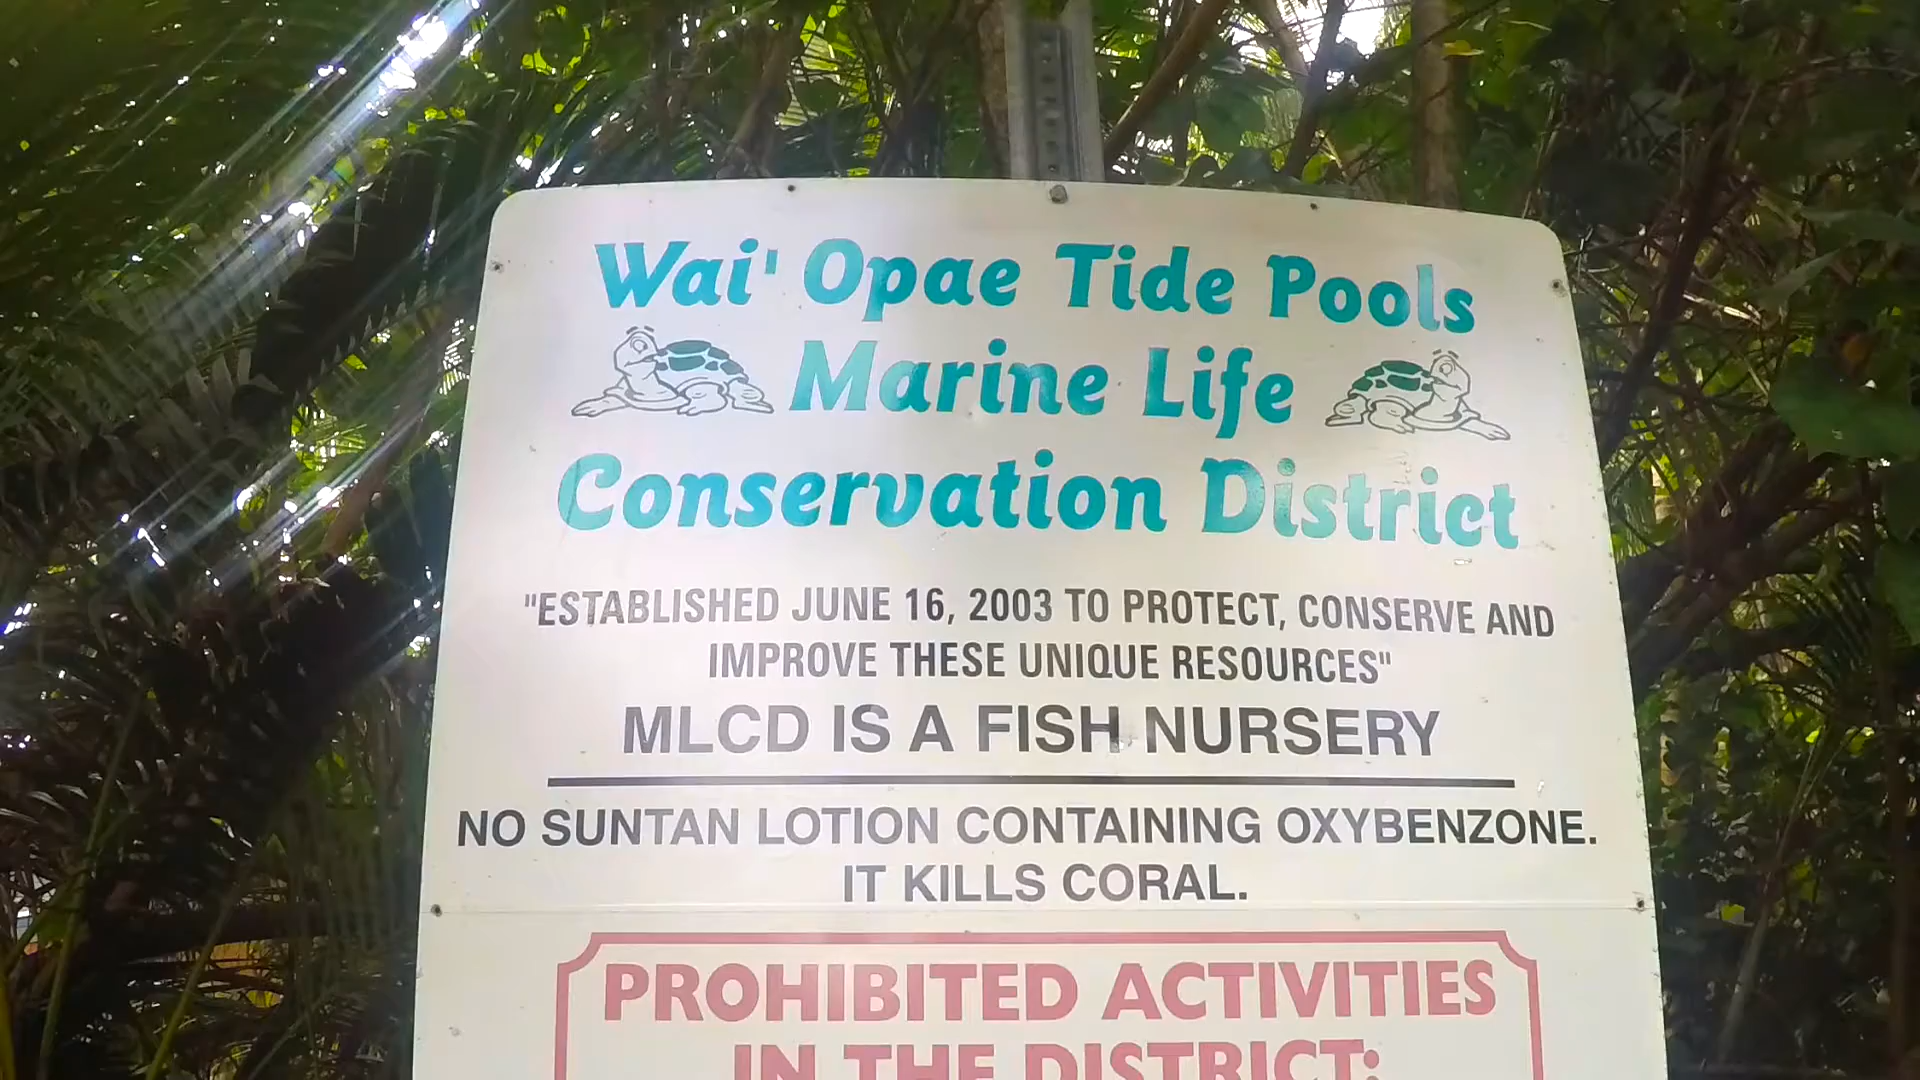 Wai' Opae Tide Pools
Marine Life
Conservation District
"ESTABLISHED JUNE 16, 2003 TO PROTECT, CONSERVE AND
IMPROVE THESE UNIQUE RESOURCES"
MLCD IS A FISH NURSERY
NO SUNTAN LOTION CONTAINING OXYBENZONE.
IT KILLS CORAL.
PROHIBITED ACTIVITIES
IN THE DISTRICT: